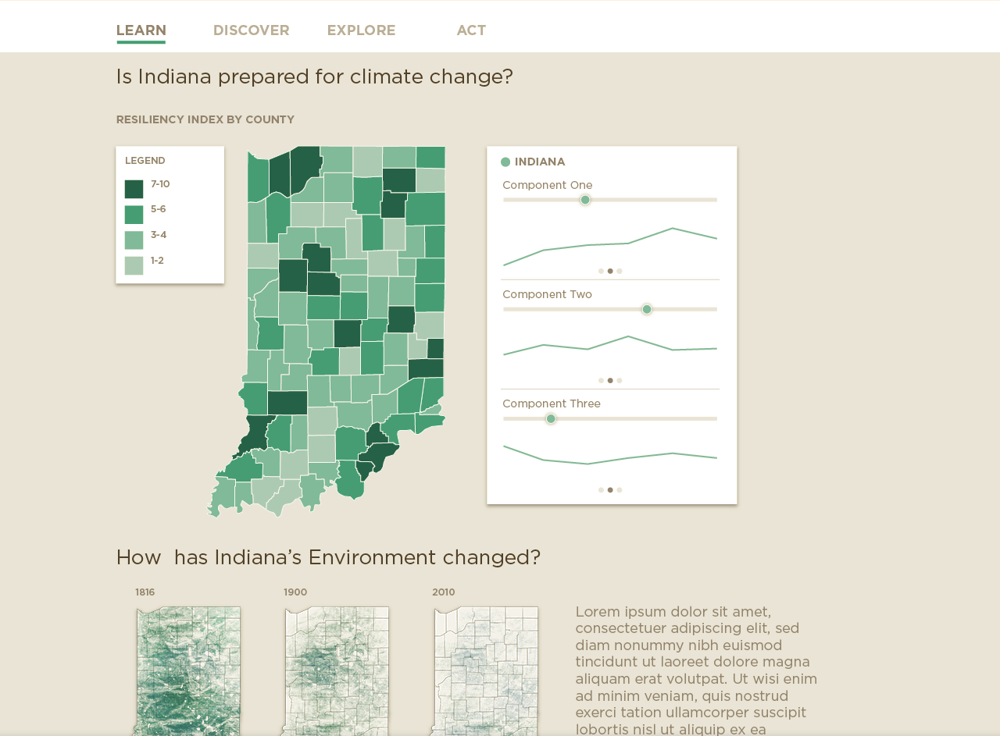 LEARN DISCOVER EXPLORE ACT
Is Indiana prepared for climate change?
RESILIENCY INDEX BY COUNTY
LEGEND
7-10
5-6
3-4
1-2
INDIANA
Component One
Component Two
Component Three
How  has Indiana’s Environment changed?
1816 1900 2010
Lorem ipsum dolor sit amet,
consectetuer adipiscing elit, sed
diam nonummy nibh euismod
tincidunt ut laoreet dolore magna
aliquam erat volutpat. Ut wisi enim
ad minim veniam, quis nostrud
exerci tation ullamcorper suscipit
lobortis nisl ut aliquip ex ea